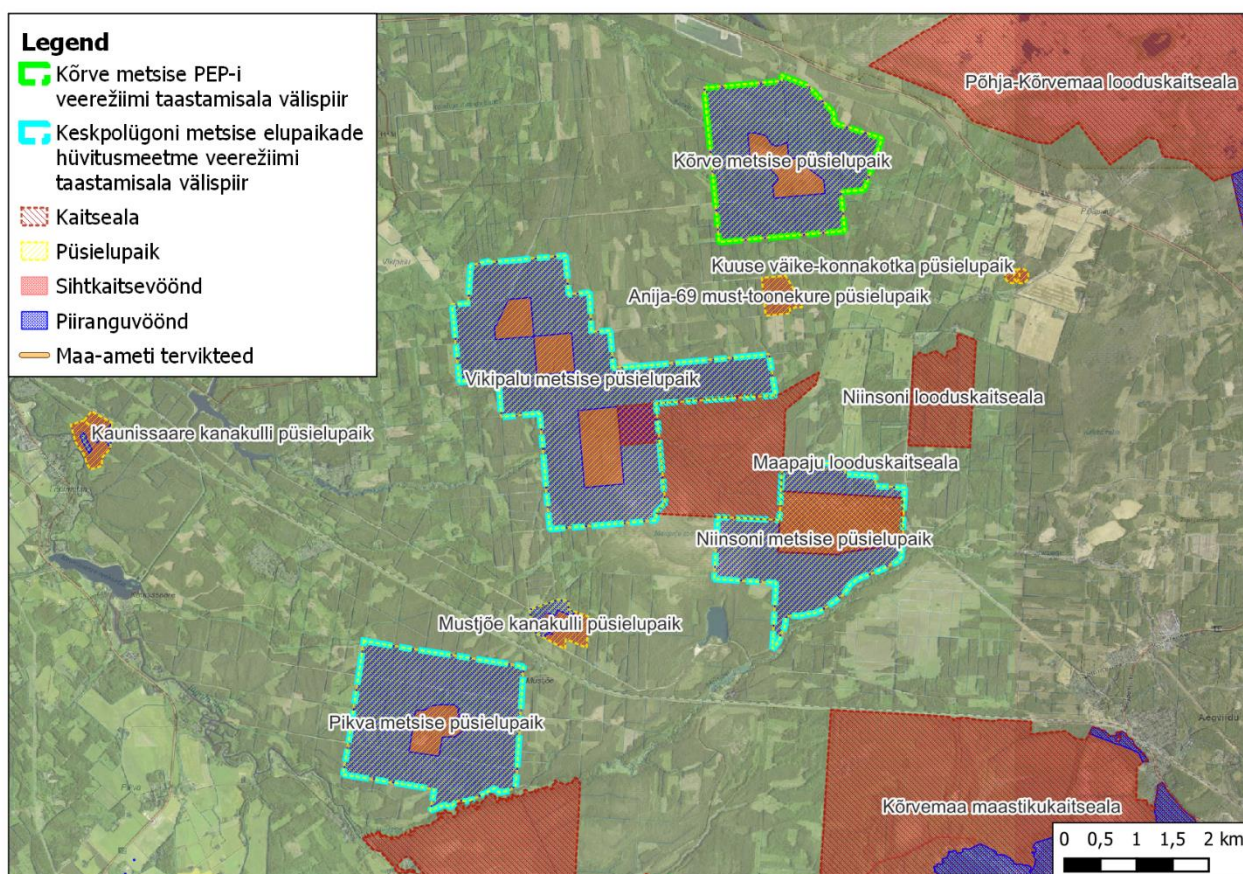 Legend
Kõrve metsise PEP-i
veerežiimi taastamisala välispiir
Keskpolügoni metsise elupaikade
hüvitusmeetme veerežiimi
taastamisala välispiir
Kaitseala
Püsielupaik
Sihtkaitsevöönd
Piiranguvöönd
Maa-ameti tervikteed
Põhja-Kõrvemaa looduskaitseala
Kõrve metsise püsielupaik
Kuuse väike-konnakotka püsielupaik
Anija-69 must-toonekure püsielupaik
Vikipalu metsise püsielupaik
Niinsoni looduskaitseala
Kaunissaare kanakulli püsielupaik
Maapaju looduskaitseala
Niinsoni metsise püsielupaik
Mustjõe kanakulli püsielupaik
Mustjõe
Pikva metsise püsielupaik
Aegviidu
Pikva
Kõrvemaa maastikukaitseala
0 0,5 1 1,5 2 km